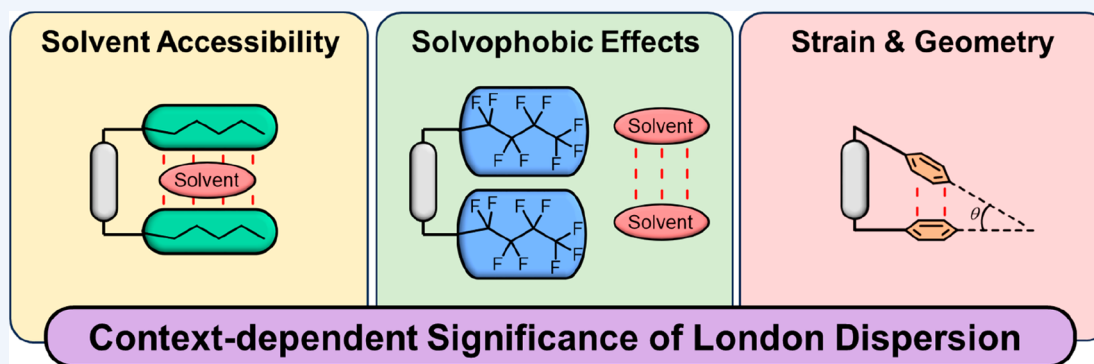 Solvent Accessibility
Solvent
Solvophobic Effects
F F F F
F
F F F F
Solvent
F F F F
F
F F F F
Solvent
Strain & Geometry
θ
Context-dependent Significance of London Dispersion